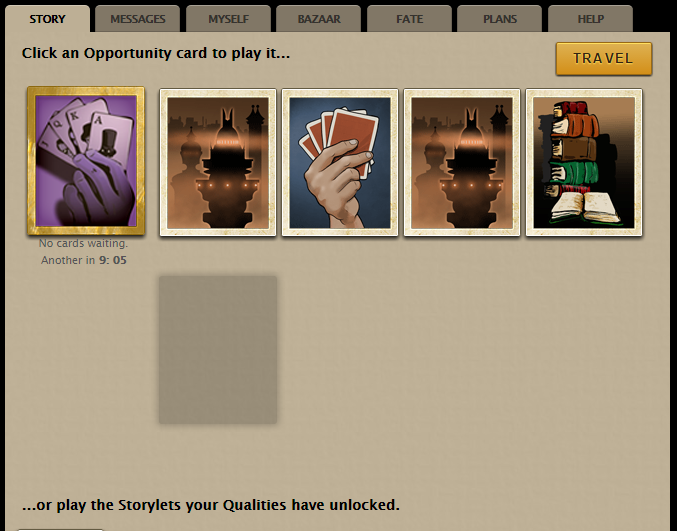 STORY
MESSAGES
MYSELF
BAZAAR
FATE
PLANS
HELP
Click an Opportunity card to play it...
TRAVEL
J Q K A
No cards waiting.
Another in 9: 05
...or play the Storylets your Qualities have unlocked.